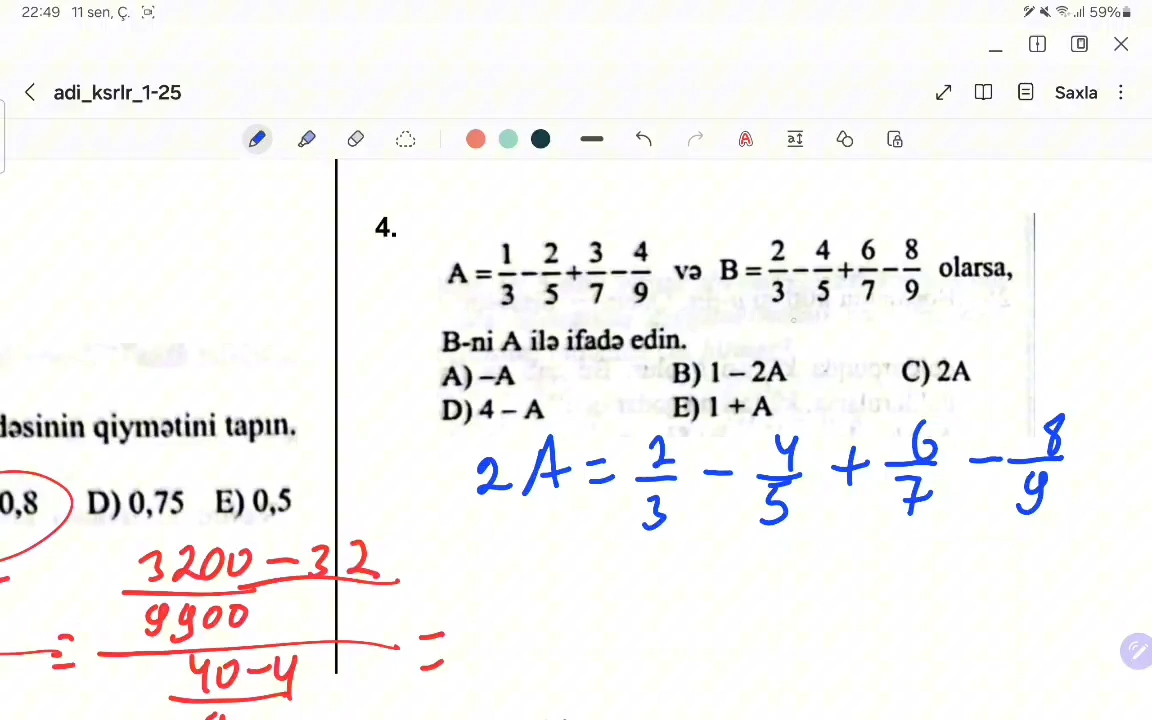 22:49 11 sen, Ç. 59%
adi_ksrlr_1-25 Saxla
4.
A = 1/3 − 2/5 + 3/7 − 4/9 və B = 2/3 − 4/5 + 6/7 − 8/9 olarsa,
B-ni A ilə ifadə edin.
A) −A B) 1 − 2A C) 2A
D) 4 − A E) 1 + A
2A = 2/3 − 4/5 + 6/7 − 8/9
ləsinin qiymətini tapın.
0,8 D) 0,75 E) 0,5
= 3200 − 32
9900 =
40 − 4